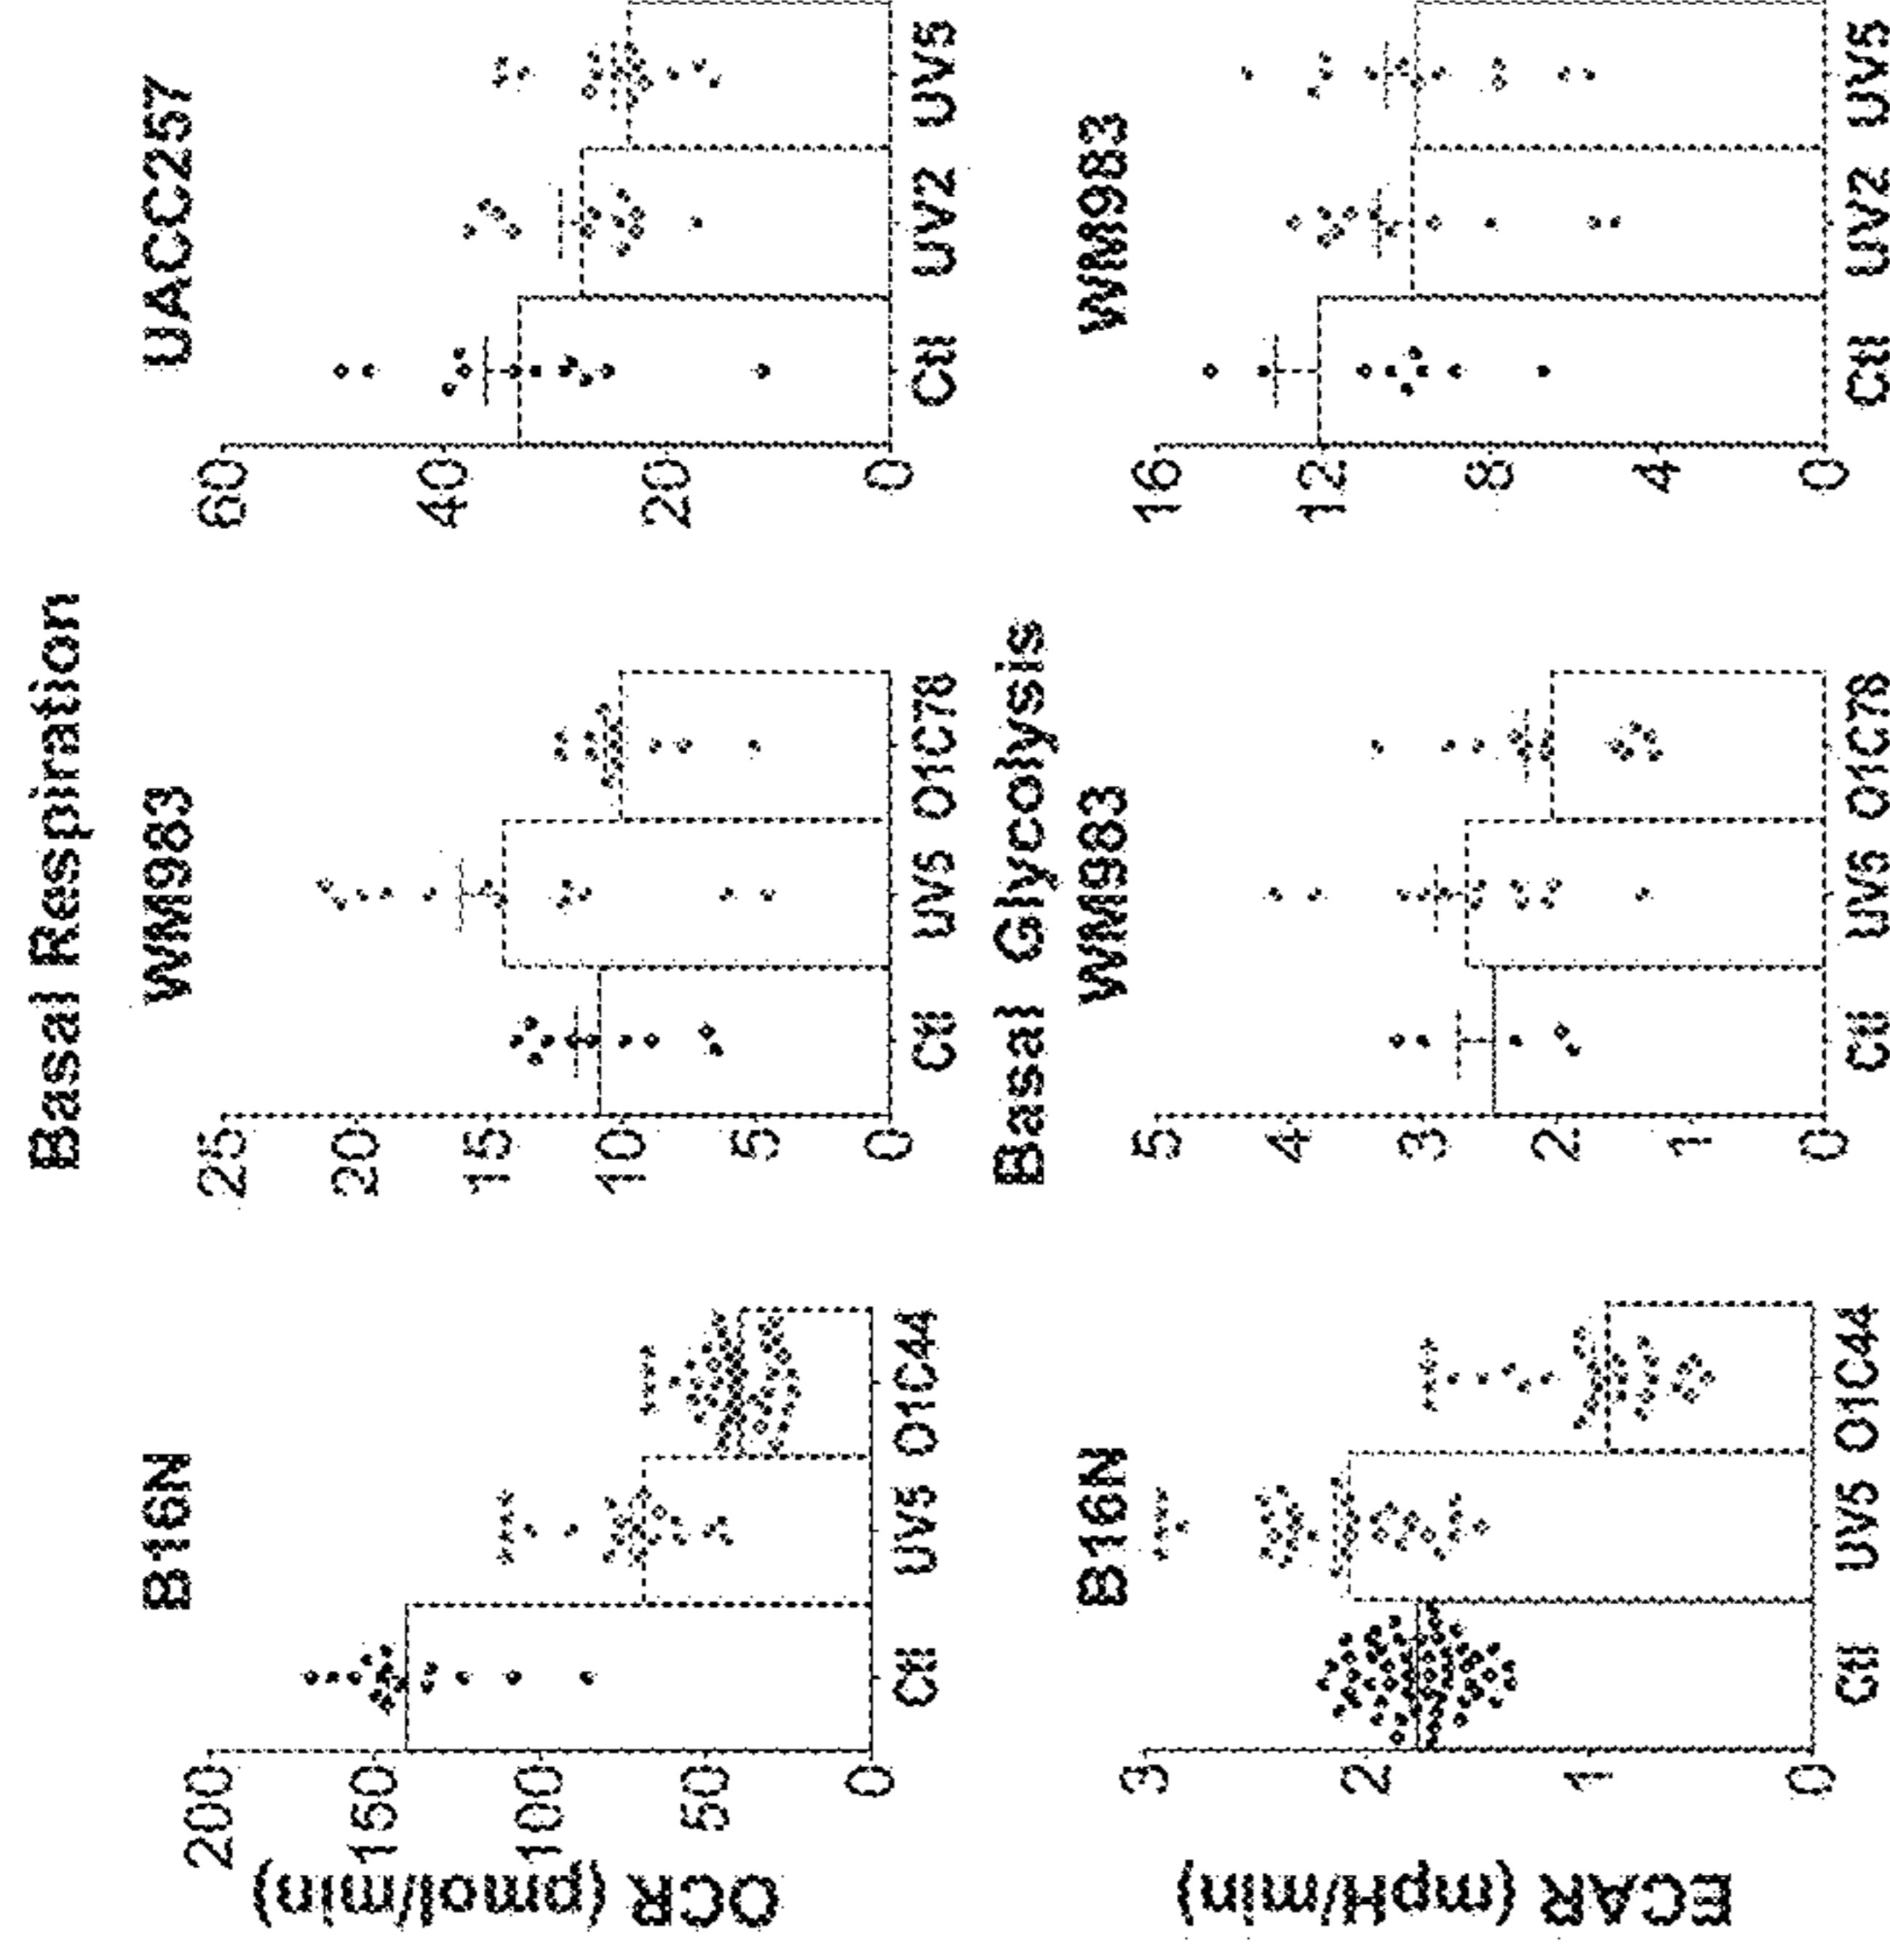 Basal Respiration
B16N
WM983
UACC257
OCR (pmol/min)
200
150
100
50
0
Ctl UV5 O1C44
25
20
15
10
5
0
Ctl UV5 O1C78
60
40
20
0
Ctl UV2 UV5
Basal Glycolysis
B16N
WM983
WM983
ECAR (mpH/min)
3
2
1
0
Ctl UV5 O1C44
5
4
3
2
1
0
Ctl UV5 O1C78
16
12
8
4
0
Ctl UV2 UV5